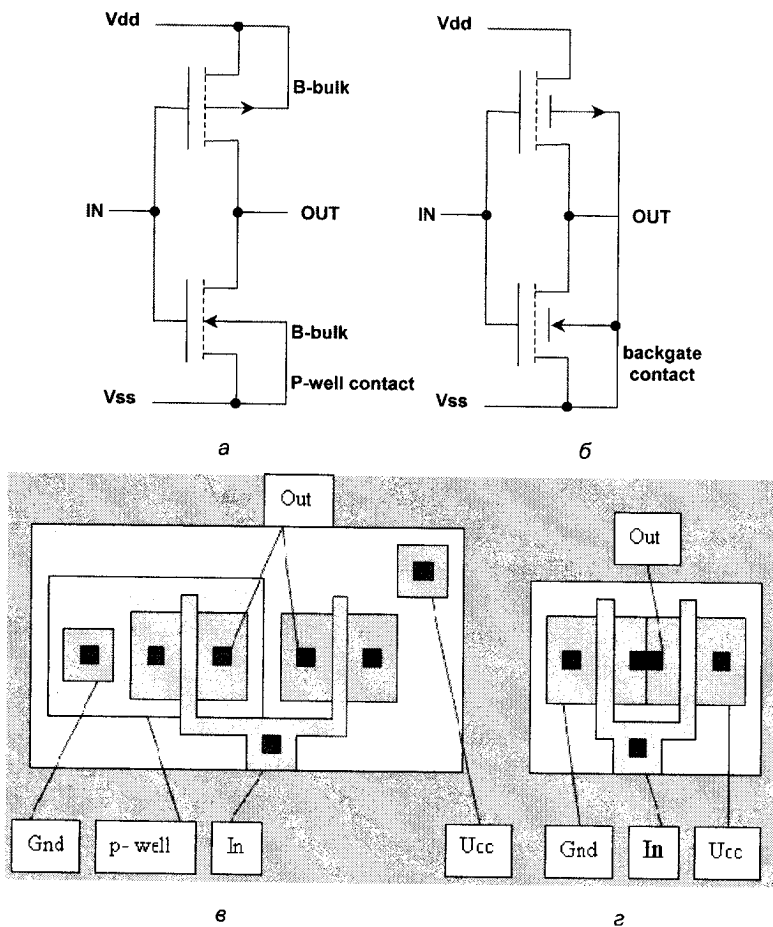 Vdd
B-bulk
IN
OUT
B-bulk
P-well contact
Vss
а
Vdd
IN
OUT
backgate
contact
Vss
б
Out
Gnd
p- well
In
Ucc
в
Out
Gnd
In
Ucc
г